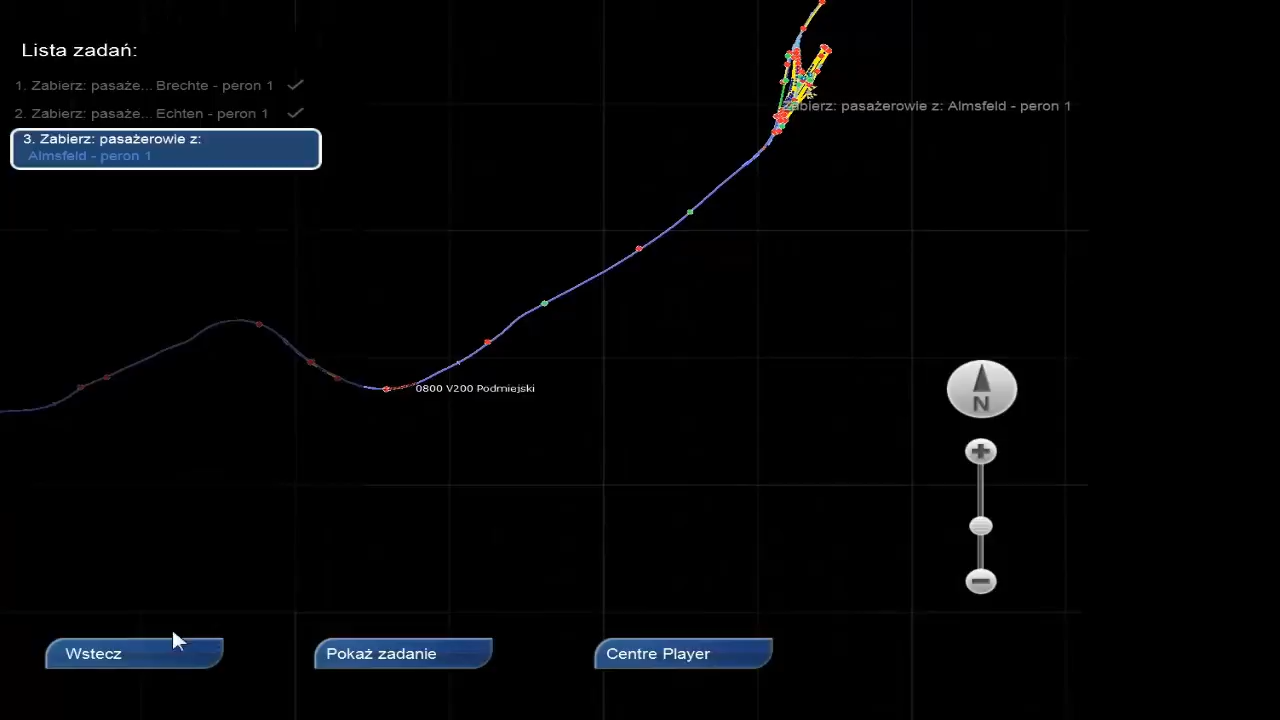 Lista zadań:
1. Zabierz: pasaże... Brechte - peron 1
2. Zabierz: pasaże... Echten - peron 1
3. Zabierz: pasażerowie z:
Almsfeld - peron 1
Zabierz: pasażerowie z: Almsfeld - peron 1
0800 V200 Podmiejski
N
Wstecz
Pokaż zadanie
Centre Player